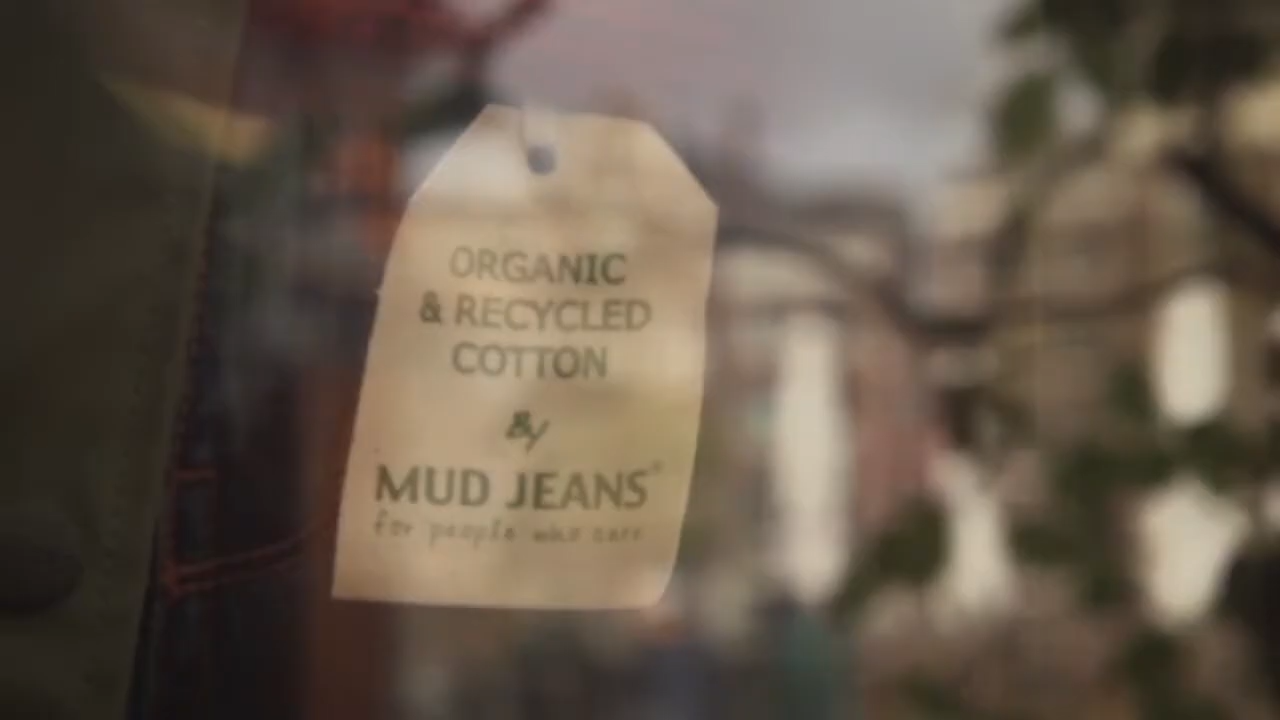 ORGANIC
& RECYCLED
COTTON
By
MUD JEANS
for people who care